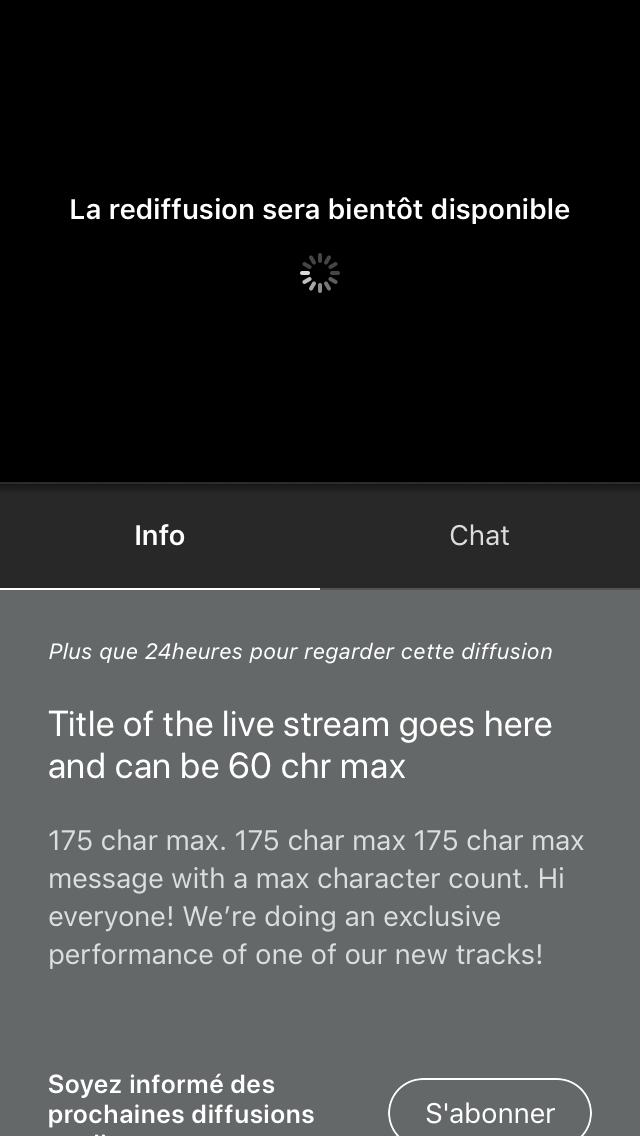 La rediffusion sera bientôt disponible
Info
Chat
Plus que 24heures pour regarder cette diffusion
Title of the live stream goes here
and can be 60 chr max
175 char max. 175 char max 175 char max
message with a max character count. Hi
everyone! We’re doing an exclusive
performance of one of our new tracks!
Soyez informé des
prochaines diffusions
S'abonner